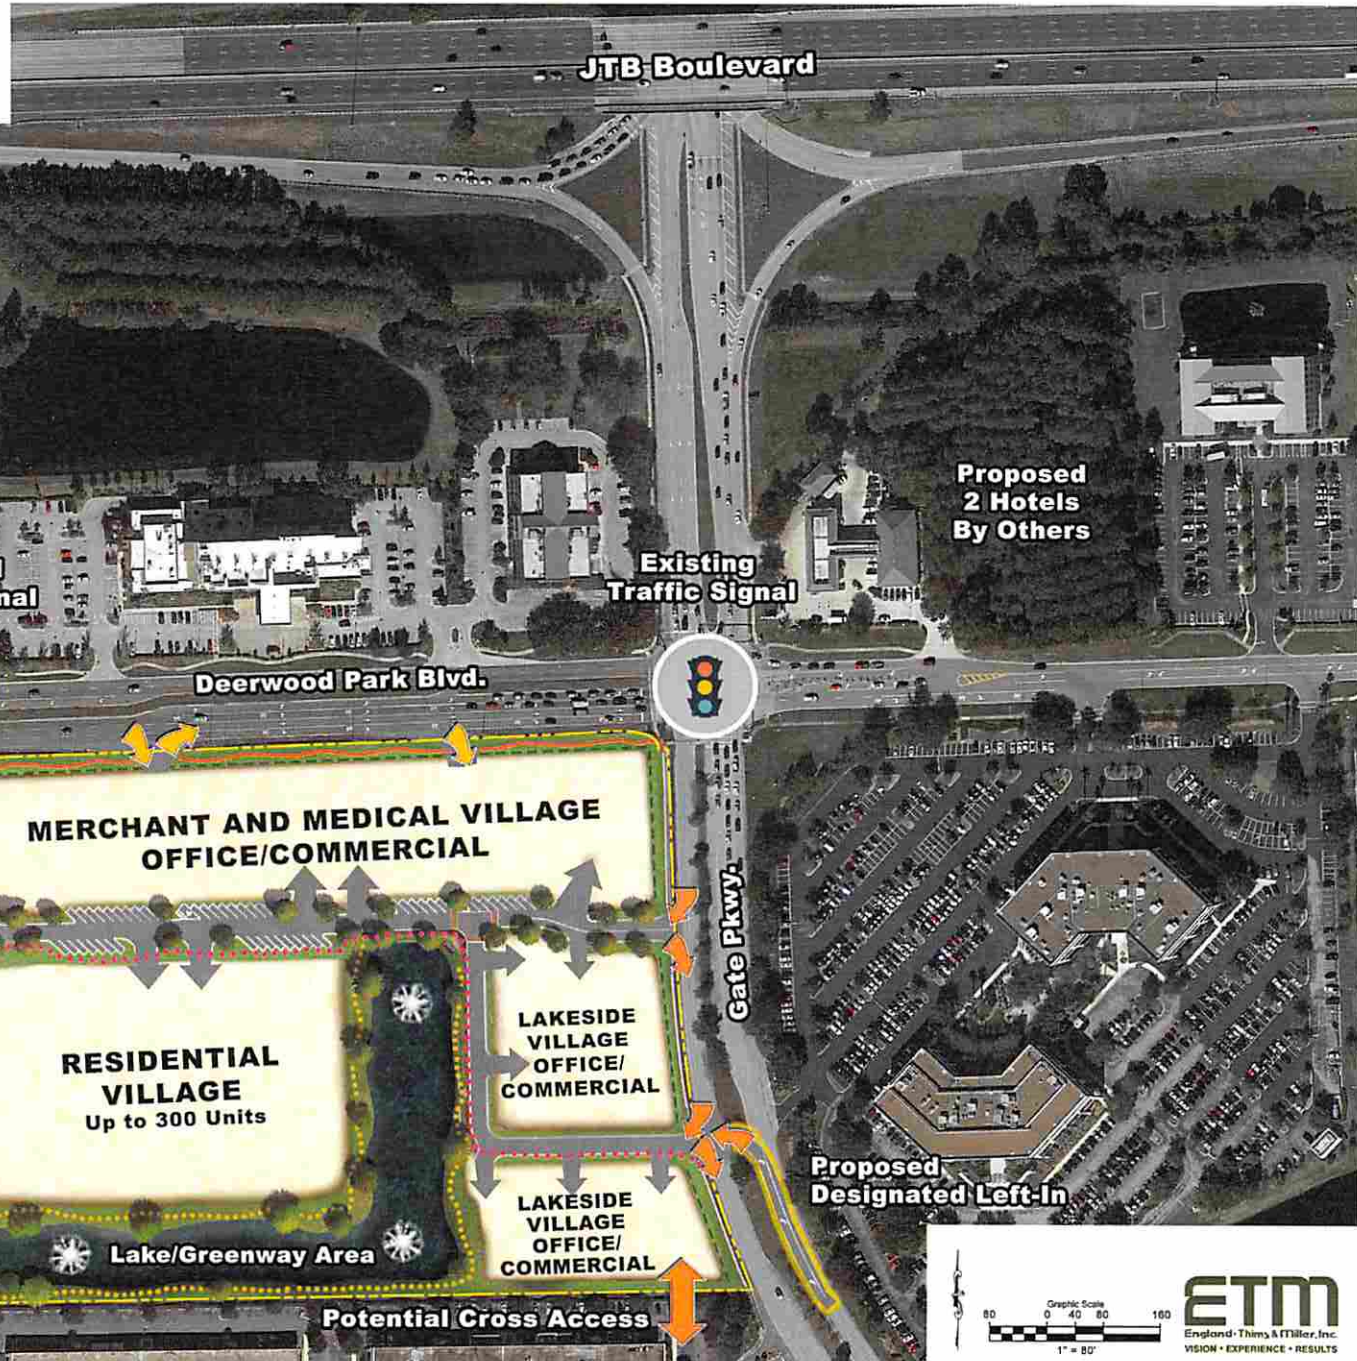 JTB Boulevard
Proposed
2 Hotels
By Others
Existing
Traffic Signal
nal
Deerwood Park Blvd.
MERCHANT AND MEDICAL VILLAGE
OFFICE/COMMERCIAL
Gate Pkwy.
LAKESIDE
VILLAGE
OFFICE/
COMMERCIAL
RESIDENTIAL
VILLAGE
Up to 300 Units
Proposed
Designated Left-In
LAKESIDE
VILLAGE
OFFICE/
COMMERCIAL
Lake/Greenway Area
Potential Cross Access
Graphic Scale
80 0 40 80 160
1" = 80'
ETM
England-Thims & Miller, Inc.
VISION • EXPERIENCE • RESULTS